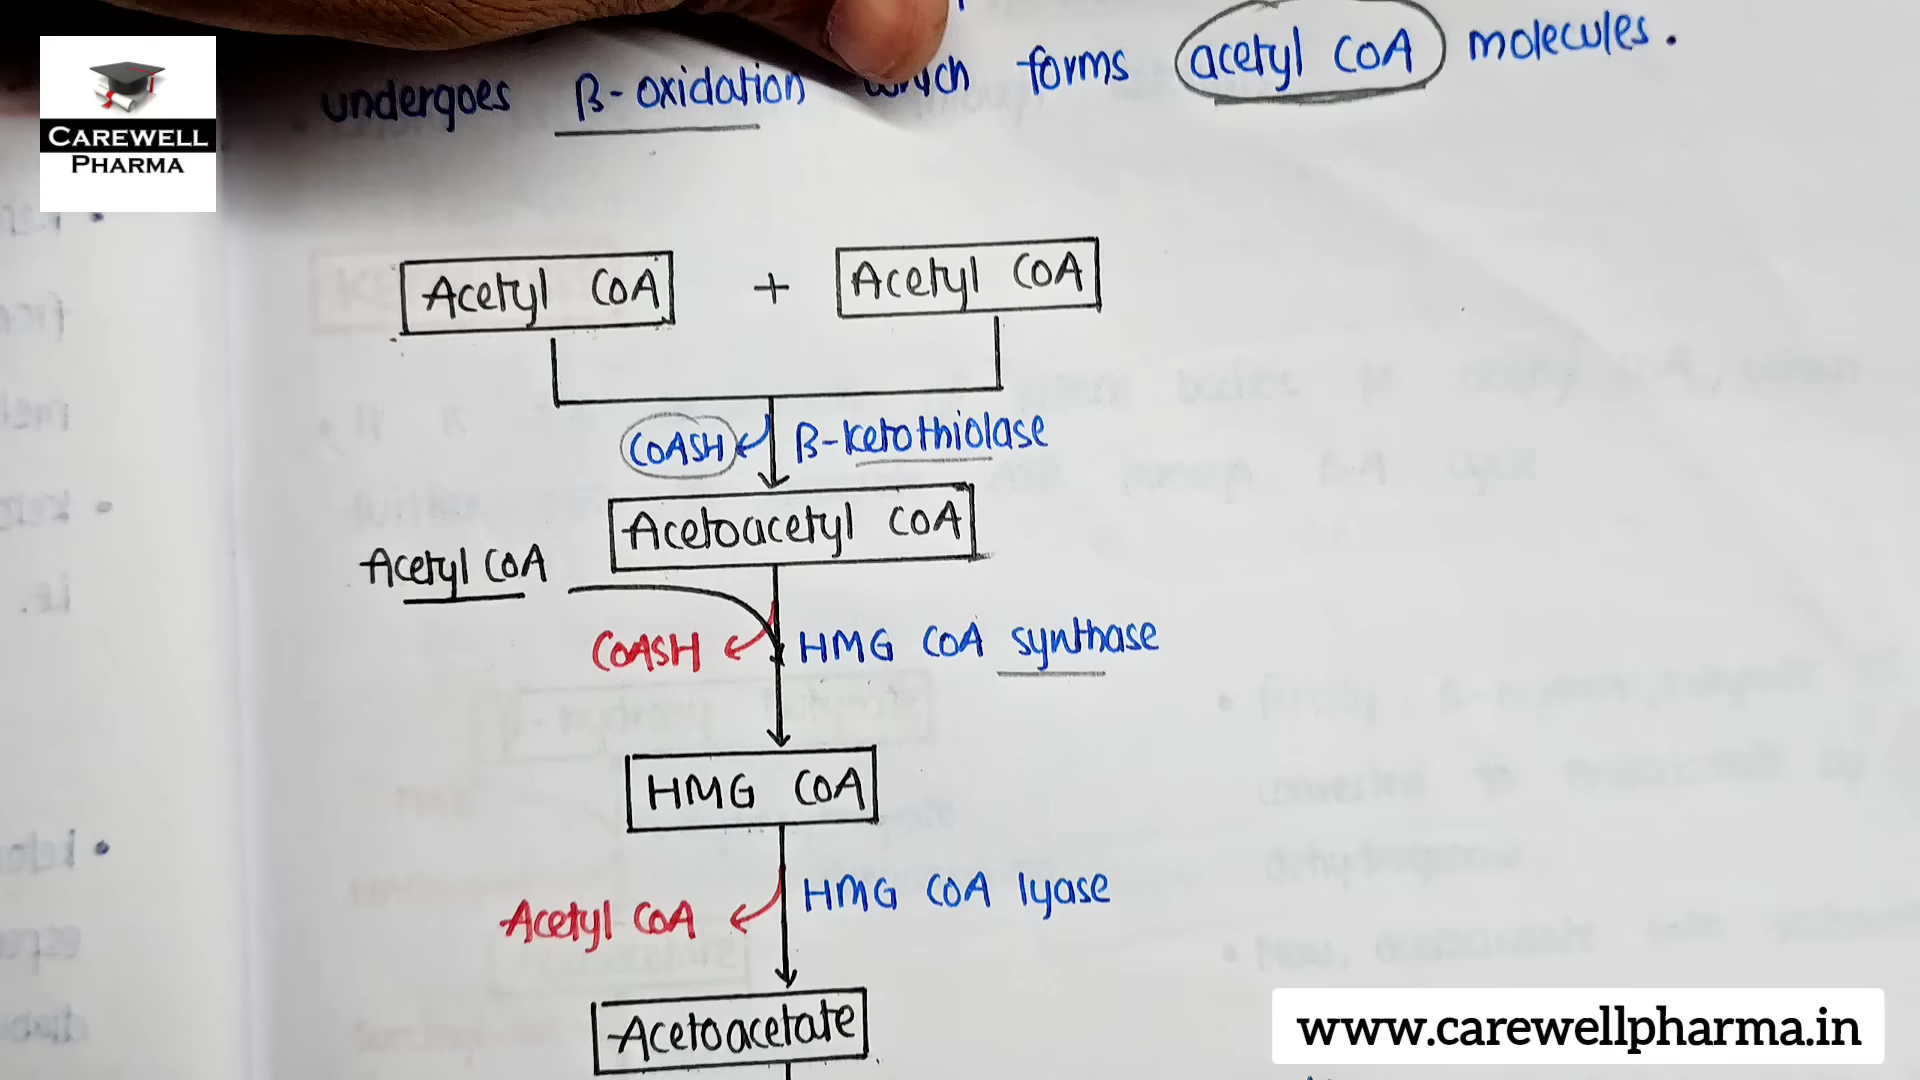 CAREWELL
PHARMA
undergoes β-oxidation which forms acetyl CoA molecules.
Acetyl CoA + Acetyl CoA
CoASH β-ketothiolase
Acetoacetyl CoA
Acetyl CoA
CoASH HMG CoA synthase
HMG CoA
Acetyl CoA HMG CoA lyase
Acetoacetate
www.carewellpharma.in